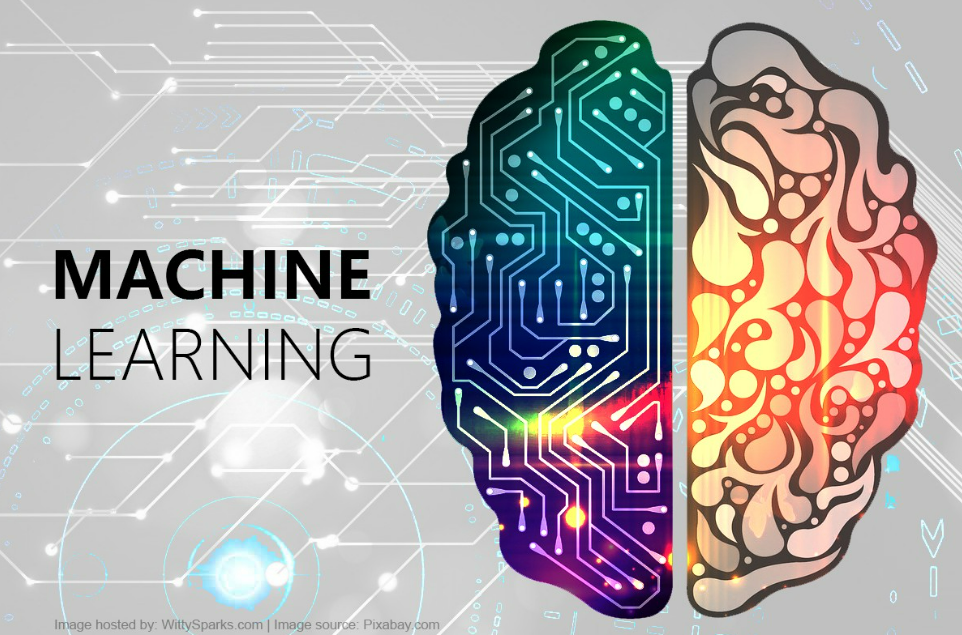 MACHINE
LEARNING
Image hosted by: WittySparks.com | Image source: Pixabay.com